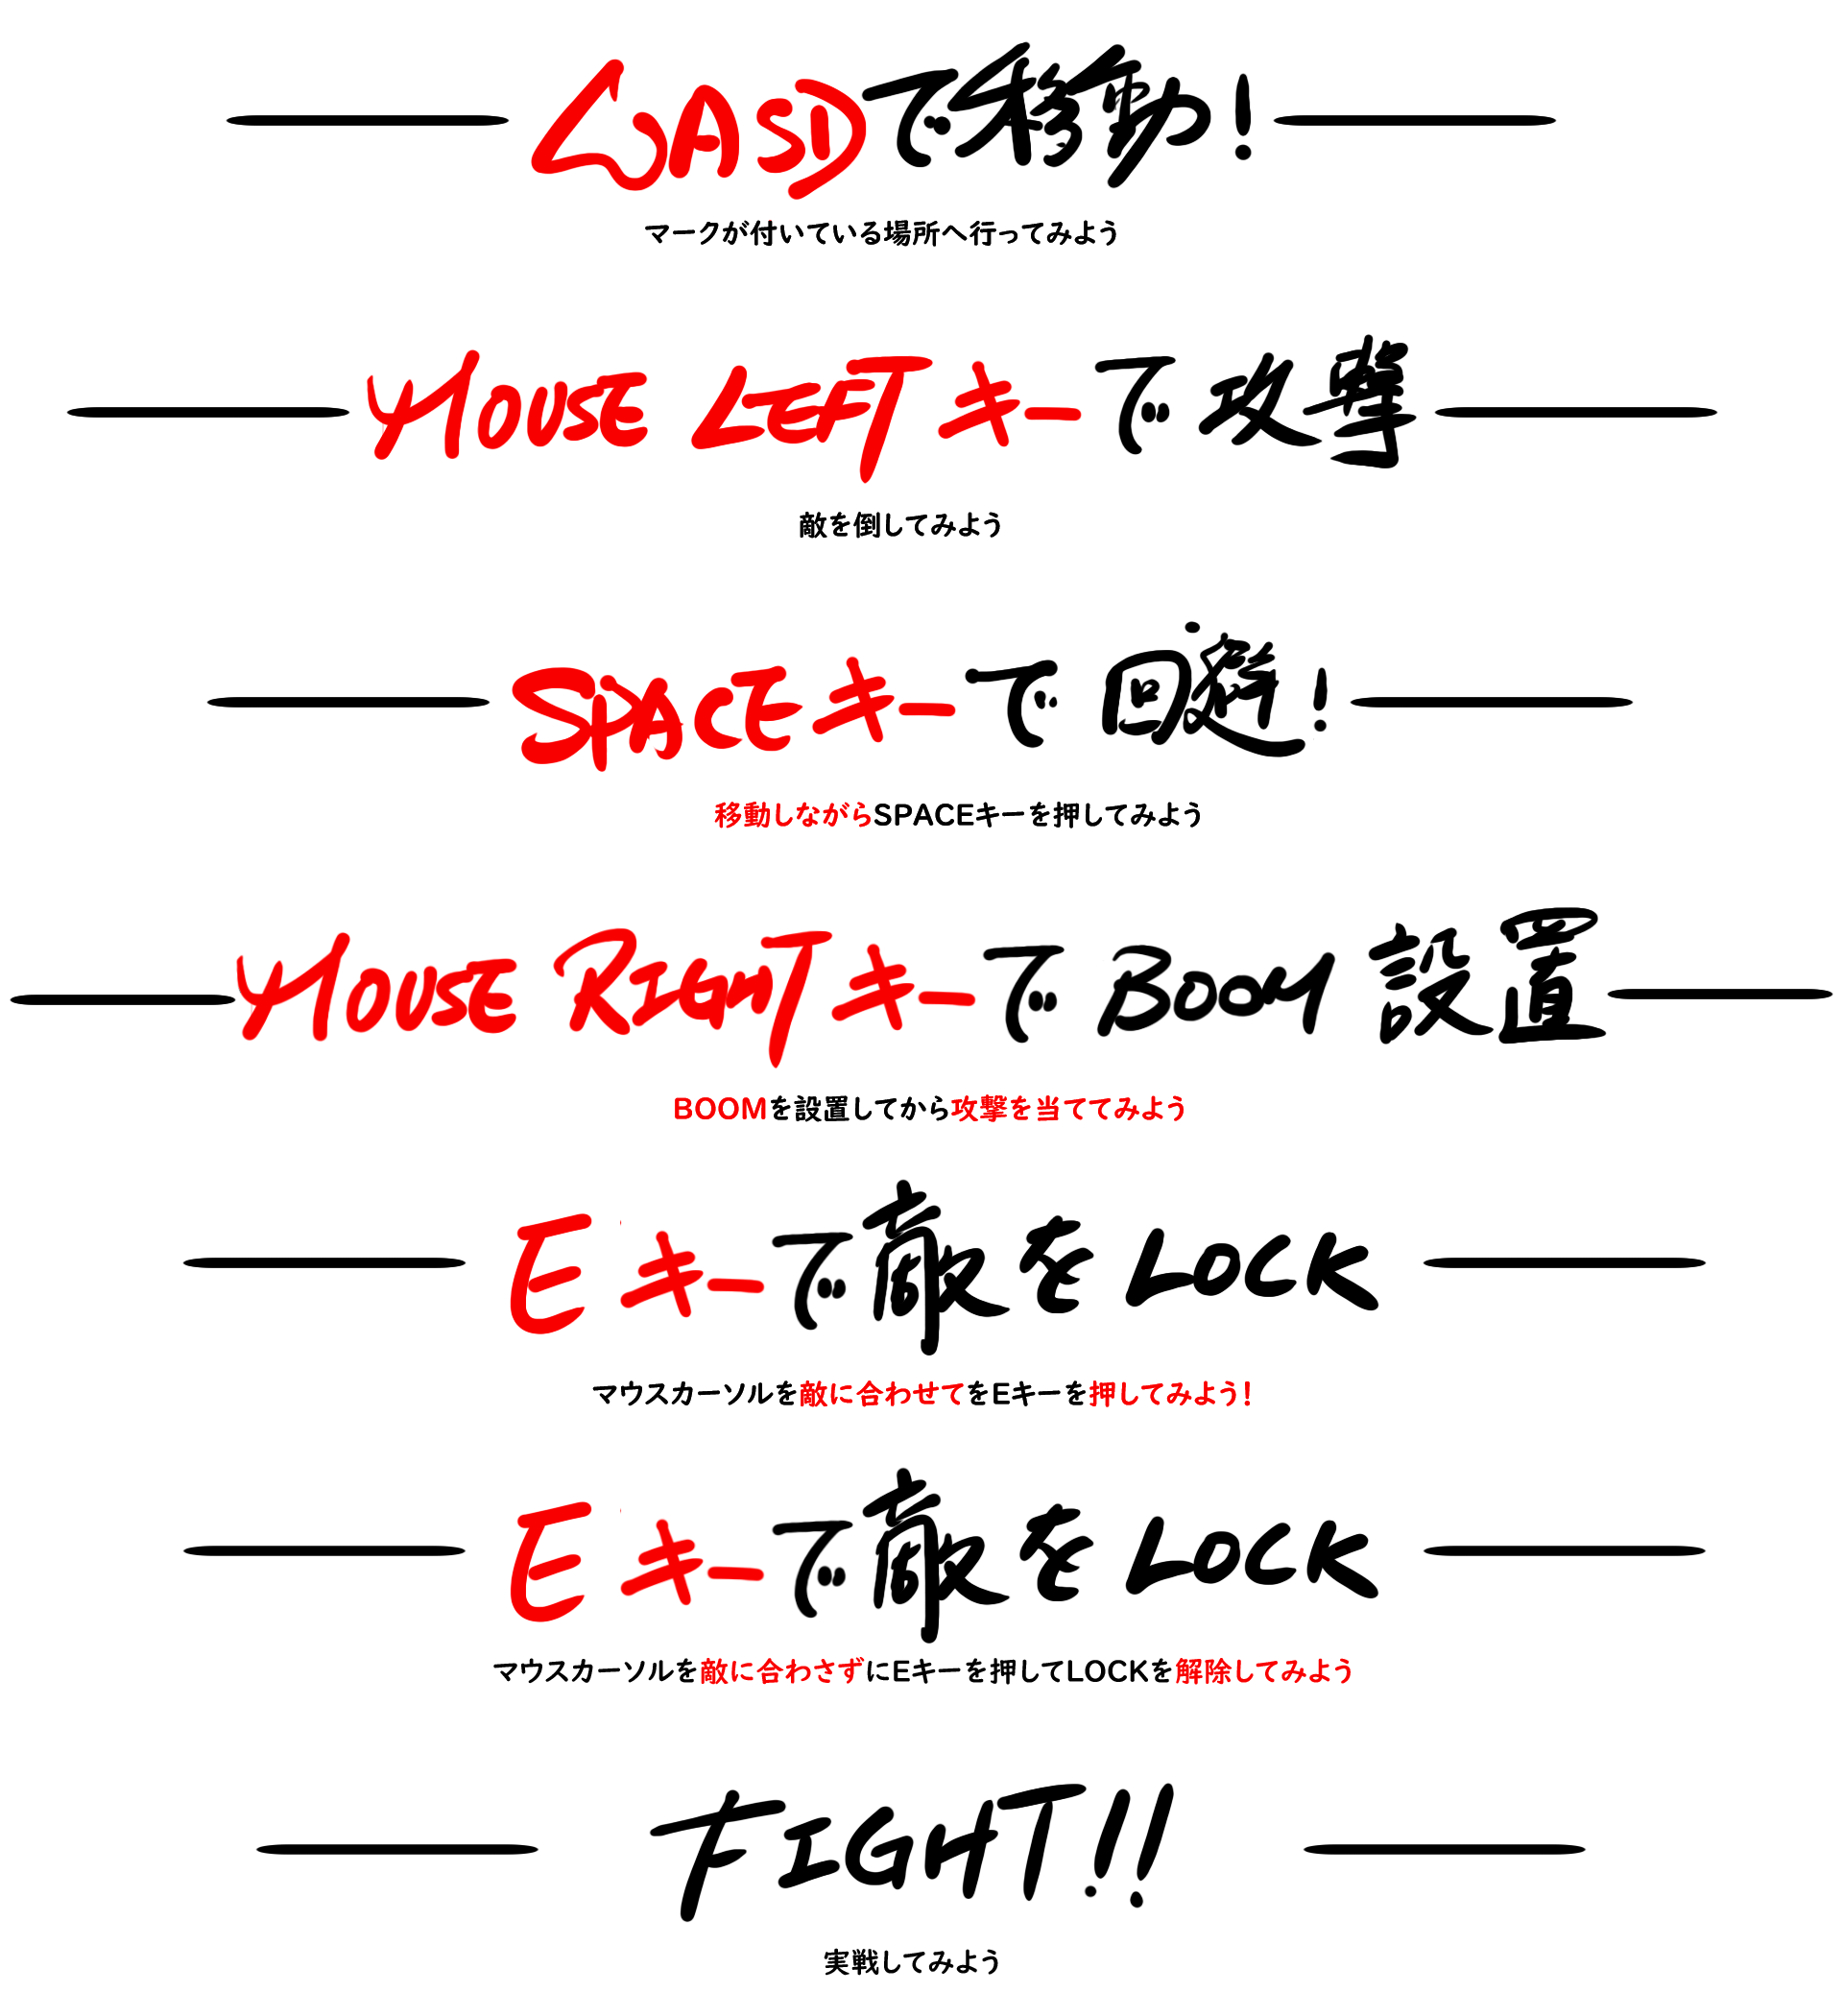 WASDで移動!
マークが付いている場所へ行ってみよう
MOUSE LEFTキーで攻撃
敵を倒してみよう
SPACEキーで回避!
移動しながらSPACEキーを押してみよう
MOUSE RIGHTキーでBOOM設置
BOOMを設置してから攻撃を当ててみよう
Eキーで敵をLOCK
マウスカーソルを敵に合わせてをEキーを押してみよう!
Eキーで敵をLOCK
マウスカーソルを敵に合わさずにEキーを押してLOCKを解除してみよう
FIGHT!!
実戦してみよう